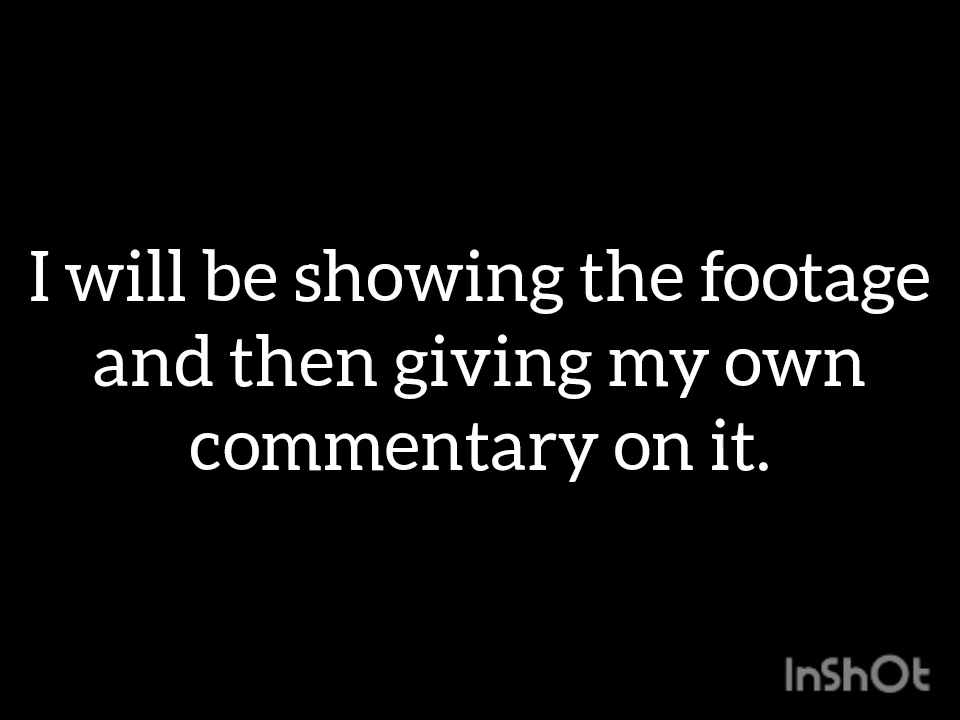 I will be showing the footage
and then giving my own
commentary on it.
InShOt